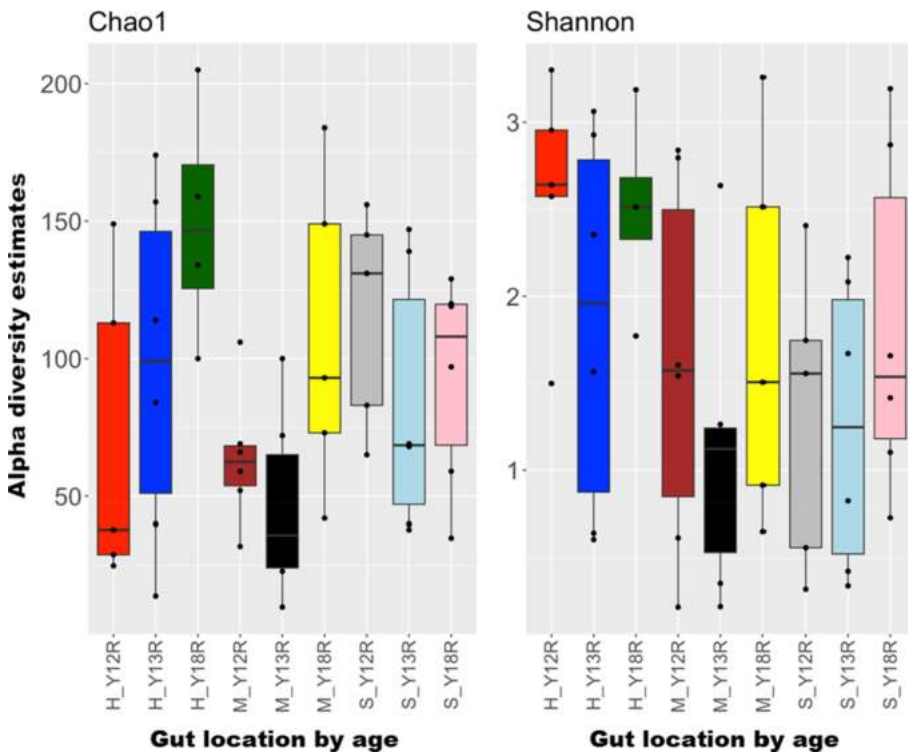 Chao1
Shannon
Alpha diversity estimates
200
150
100
50
3
2
1
H_Y12R
H_Y13R
H_Y18R
M_Y12R
M_Y13R
M_Y18R
S_Y12R
S_Y13R
S_Y18R
H_Y12R
H_Y13R
H_Y18R
M_Y12R
M_Y13R
M_Y18R
S_Y12R
S_Y13R
S_Y18R
Gut location by age
Gut location by age